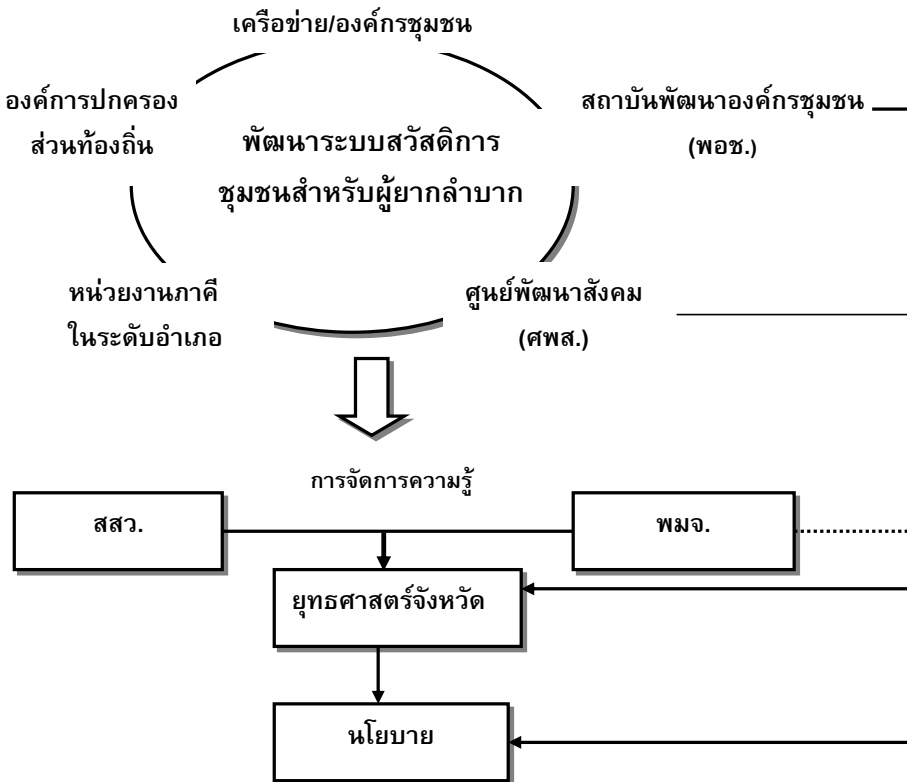 เครือข่าย/องค์กรชุมชน
องค์การปกครอง
ส่วนท้องถิ่น
สถาบันพัฒนาองค์กรชุมชน
(พอช.)
พัฒนาระบบสวัสดิการ
ชุมชนสำหรับผู้ยากลำบาก
หน่วยงานภาคี
ในระดับอำเภอ
ศูนย์พัฒนาสังคม
(ศพส.)
การจัดการความรู้
สสว.
พมจ.
ยุทธศาสตร์จังหวัด
นโยบาย